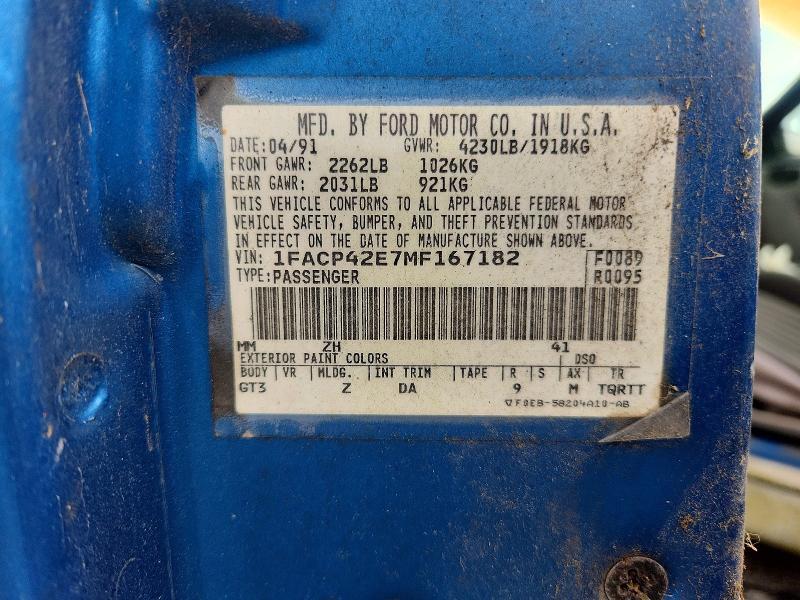 MFD. BY FORD MOTOR CO. IN U.S.A.
DATE: 04/91 GVWR: 4230LB/1918KG
FRONT GAWR: 2262LB 1026KG
REAR GAWR: 2031LB 921KG
THIS VEHICLE CONFORMS TO ALL APPLICABLE FEDERAL MOTOR
VEHICLE SAFETY, BUMPER, AND THEFT PREVENTION STANDARDS
IN EFFECT ON THE DATE OF MANUFACTURE SHOWN ABOVE.
VIN: 1FACP42E7MF167182 F0089
TYPE: PASSENGER R0095
MM ZH 41
EXTERIOR PAINT COLORS DSO
BODY VR MLDG. INT TRIM TAPE R S AX TR
GT3 Z DA 9 M TQRTT
▽F0EB-58204A10-AB